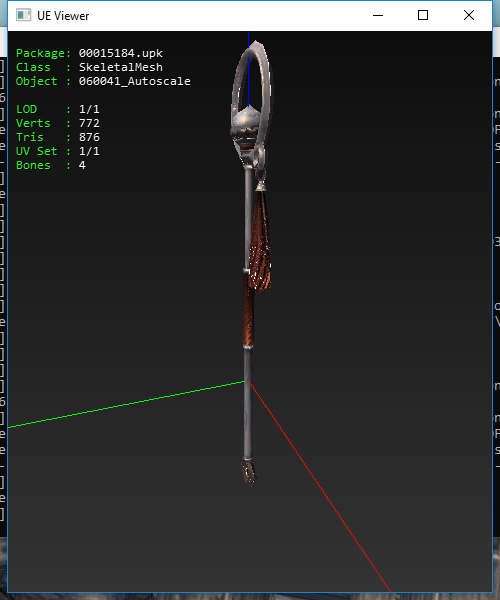 UE Viewer
Package: 00015184.upk
Class : SkeletalMesh
Object : 060041_Autoscale
LOD : 1/1
Verts : 772
Tris : 876
UV Set : 1/1
Bones : 4